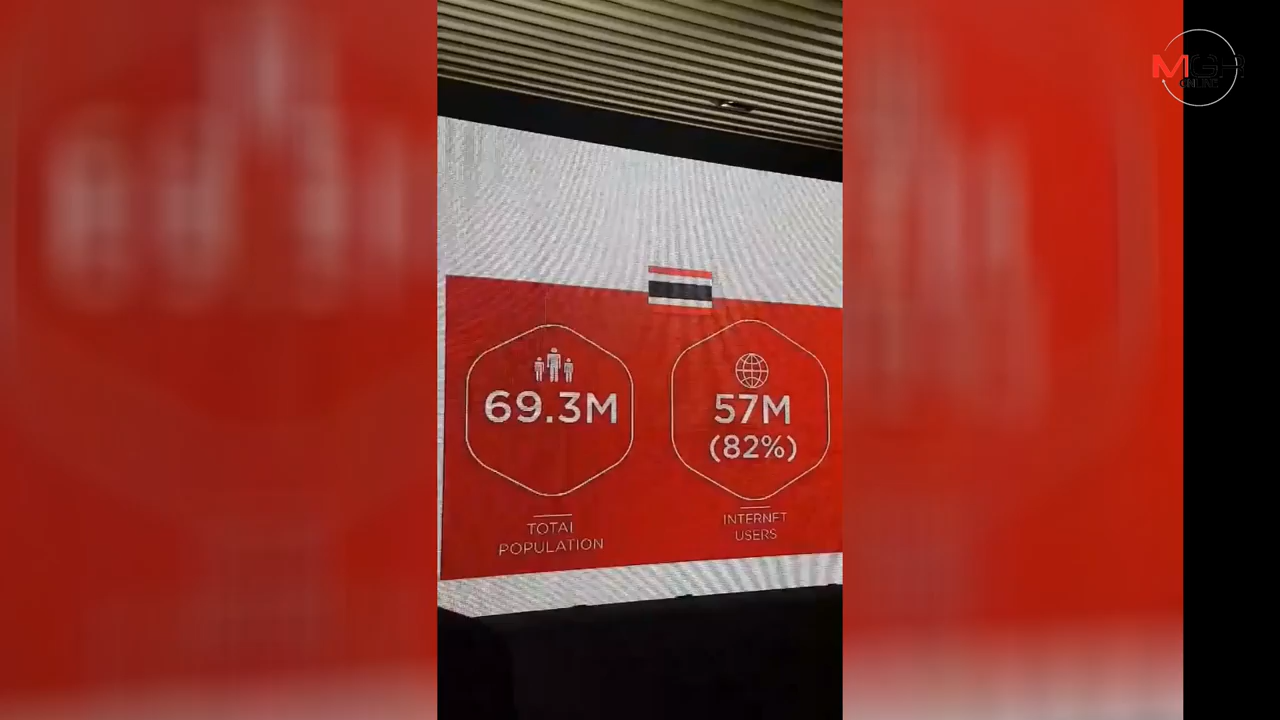 MGR
ONLINE
69.3M
57M
(82%)
TOTAL
POPULATION
INTERNET
USERS